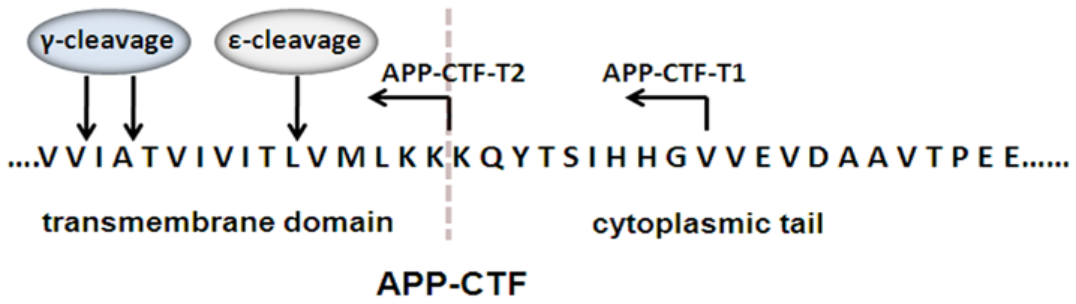 γ-cleavage ε-cleavage
APP-CTF-T2 APP-CTF-T1
....V V I A T V I V I T L V M L K K K Q Y T S I H H G V V E V D A A V T P E E......
transmembrane domain cytoplasmic tail
APP-CTF